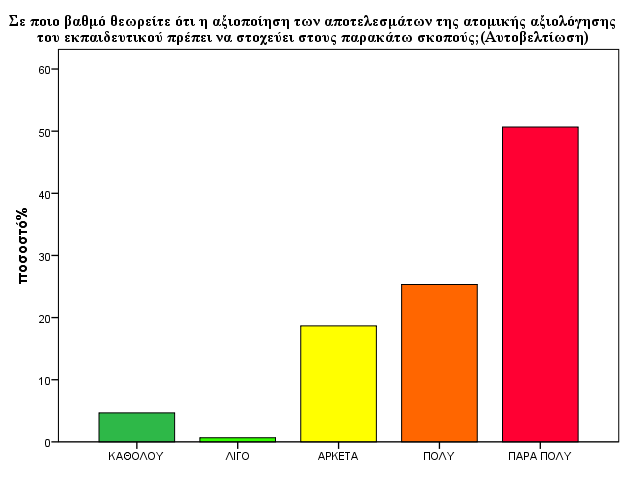 Σε ποιο βαθμό θεωρείτε ότι η αξιοποίηση των αποτελεσμάτων της ατομικής αξιολόγησης
του εκπαιδευτικού πρέπει να στοχεύει στους παρακάτω σκοπούς;(Αυτοβελτίωση)
60
50
40
30
20
10
0
ποσοστό%
ΚΑΘΟΛΟΥ ΛΙΓΟ ΑΡΚΕΤΑ ΠΟΛΥ ΠΑΡΑ ΠΟΛΥ